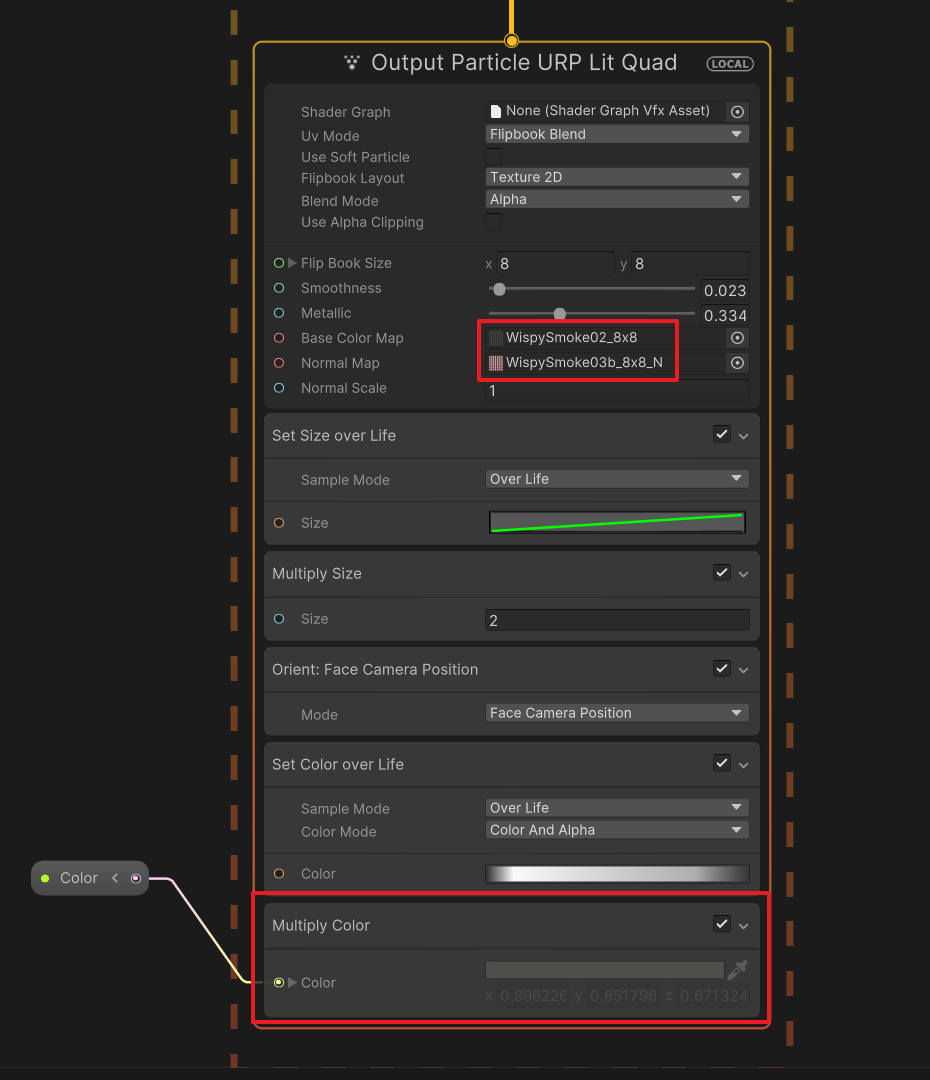 Output Particle URP Lit Quad LOCAL
Shader Graph None (Shader Graph Vfx Asset)
Uv Mode Flipbook Blend
Use Soft Particle
Flipbook Layout Texture 2D
Blend Mode Alpha
Use Alpha Clipping
Flip Book Size x 8 y 8
Smoothness 0.023
Metallic 0.334
Base Color Map WispySmoke02_8x8
Normal Map WispySmoke03b_8x8_N
Normal Scale 1
Set Size over Life
Sample Mode Over Life
Size
Multiply Size
Size 2
Orient: Face Camera Position
Mode Face Camera Position
Set Color over Life
Sample Mode Over Life
Color Mode Color And Alpha
Color
Color
Multiply Color
Color
x 0.896226 y 0.851796 z 0.671324